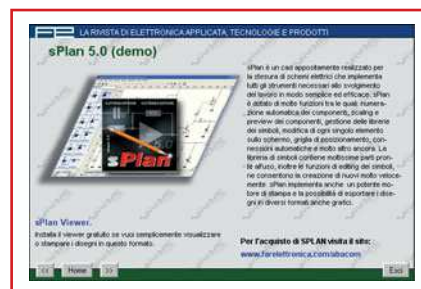 FE LA RIVISTA DI ELETTRONICA APPLICATA, TECNOLOGIE E PRODOTTI
sPlan 5.0 (demo)
sPlan è un cad appositamente realizzato per
la stesura di schemi elettrici che implementa
tutti gli strumenti necessari allo svolgimento
del lavoro in modo semplice ed efficace. sPlan
è dotato di molte funzioni tra le quali: numera-
zione automatica dei componenti, scaling e
preview dei componenti, gestione delle librerie
dei simboli, modifica di ogni singolo elemento
sullo schermo, griglia di posizionamento, con-
nessioni automatiche e molto altro ancora. La
libreria di simboli contiene moltissime parti pron-
te all'uso, inoltre le funzioni di editing dei simboli,
ne consentono la creazione di nuovi molto veloce-
mente. sPlan implementa anche un potente mo-
tore di stampa e la possibilità di esportare i dise-
gni in diversi formati anche grafici.
sPlan
sPlan Viewer.
Installa il viewer gratuito se vuoi semplicemente visualizzare
o stampare i disegni in questo formato.
Per l'acquisto di SPLAN visita il sito:
www.farelettronica.com/abacom
<< Home >> Esci